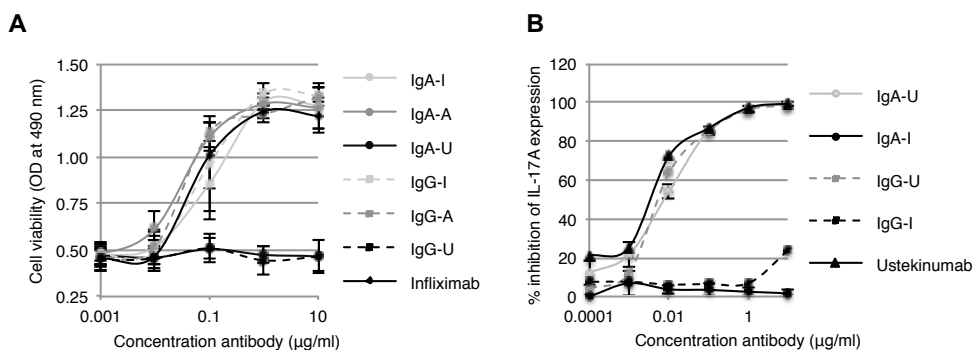 A
Cell viability (OD at 490 nm)
1.50
1.25
1.00
0.75
0.50
0.25
0.001
0.1
10
Concentration antibody (µg/ml)
IgA-I
IgA-A
IgA-U
IgG-I
IgG-A
IgG-U
Infliximab
B
% inhibition of IL-17A expression
120
100
80
60
40
20
0
0.0001
0.01
1
Concentration antibody (µg/ml)
IgA-U
IgA-I
IgG-U
IgG-I
Ustekinumab